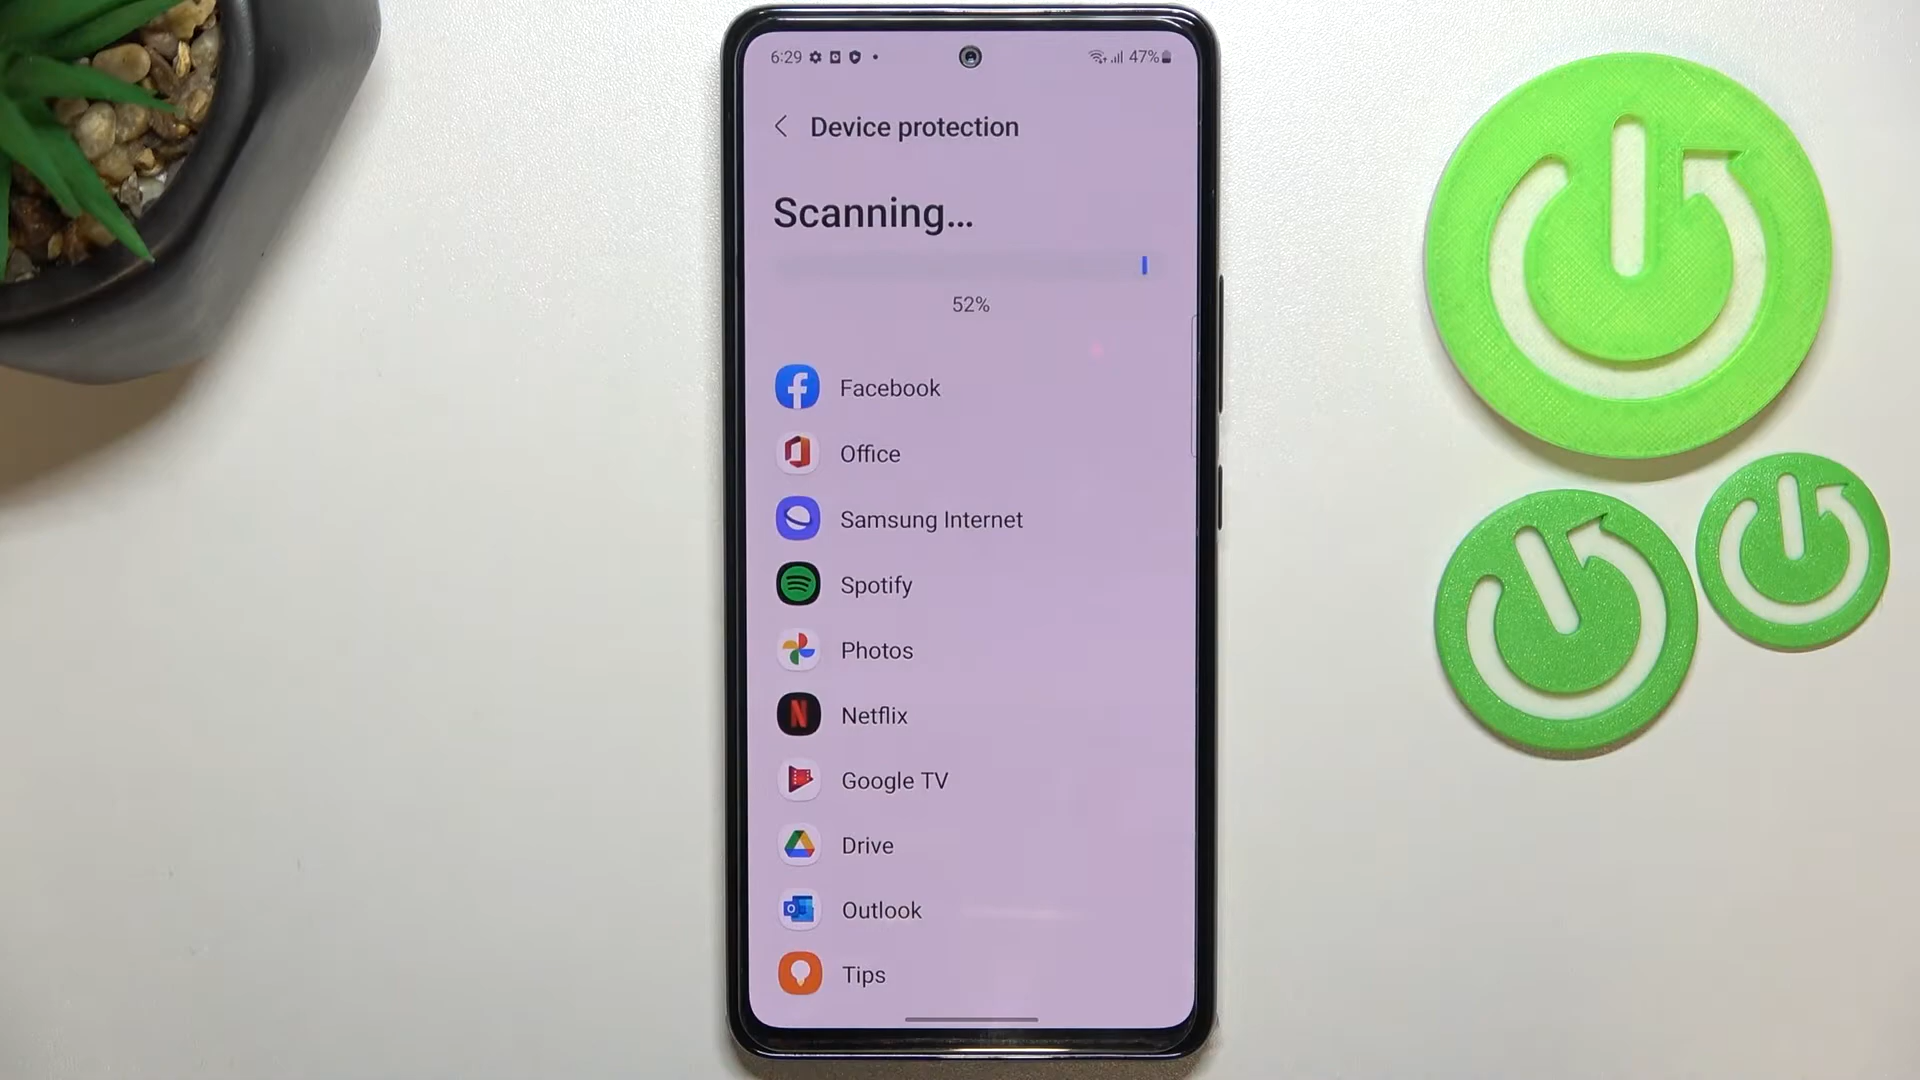 6:29 47%
Device protection
Scanning...
52%
Facebook
Office
Samsung Internet
Spotify
Photos
Netflix
Google TV
Drive
Outlook
Tips